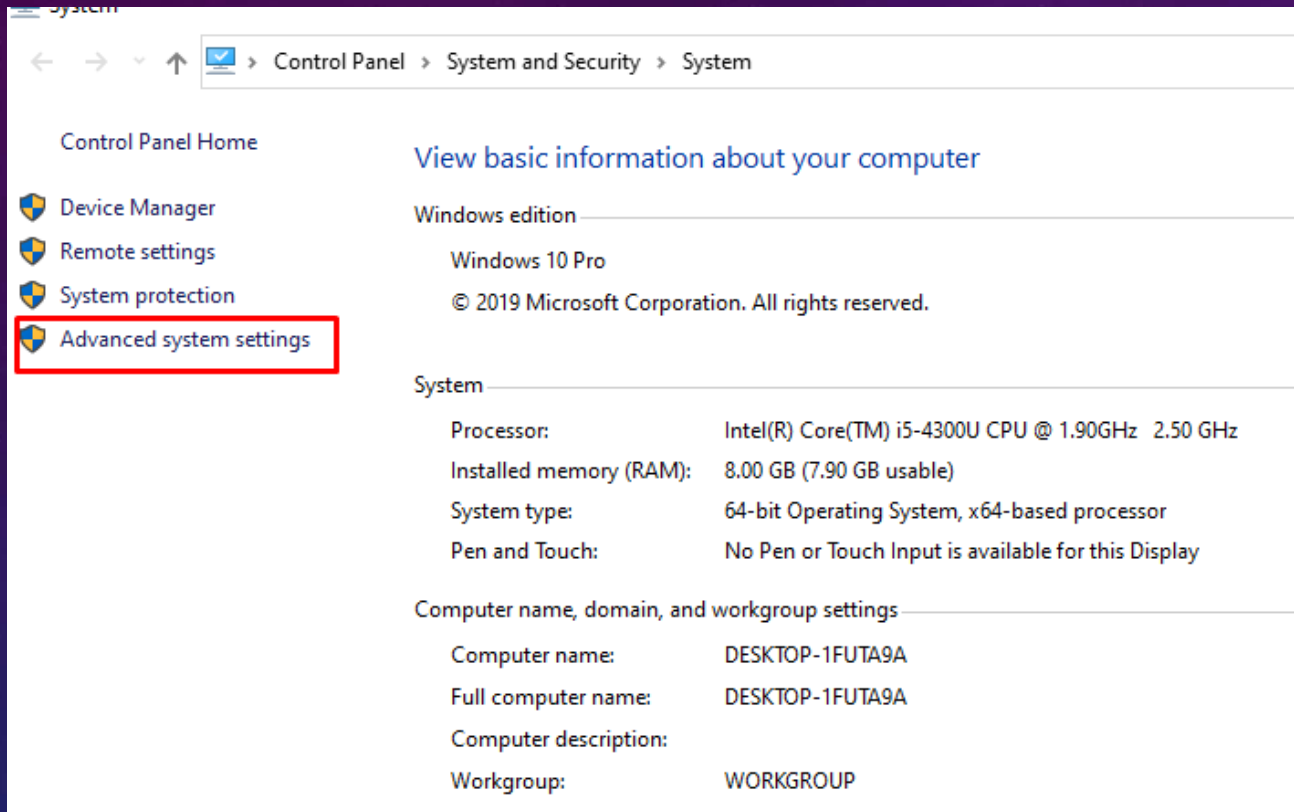 System
Control Panel > System and Security > System
Control Panel Home
Device Manager
Remote settings
System protection
Advanced system settings
View basic information about your computer
Windows edition
Windows 10 Pro
© 2019 Microsoft Corporation. All rights reserved.
System
Processor: Intel(R) Core(TM) i5-4300U CPU @ 1.90GHz 2.50 GHz
Installed memory (RAM): 8.00 GB (7.90 GB usable)
System type: 64-bit Operating System, x64-based processor
Pen and Touch: No Pen or Touch Input is available for this Display
Computer name, domain, and workgroup settings
Computer name: DESKTOP-1FUTA9A
Full computer name: DESKTOP-1FUTA9A
Computer description:
Workgroup: WORKGROUP